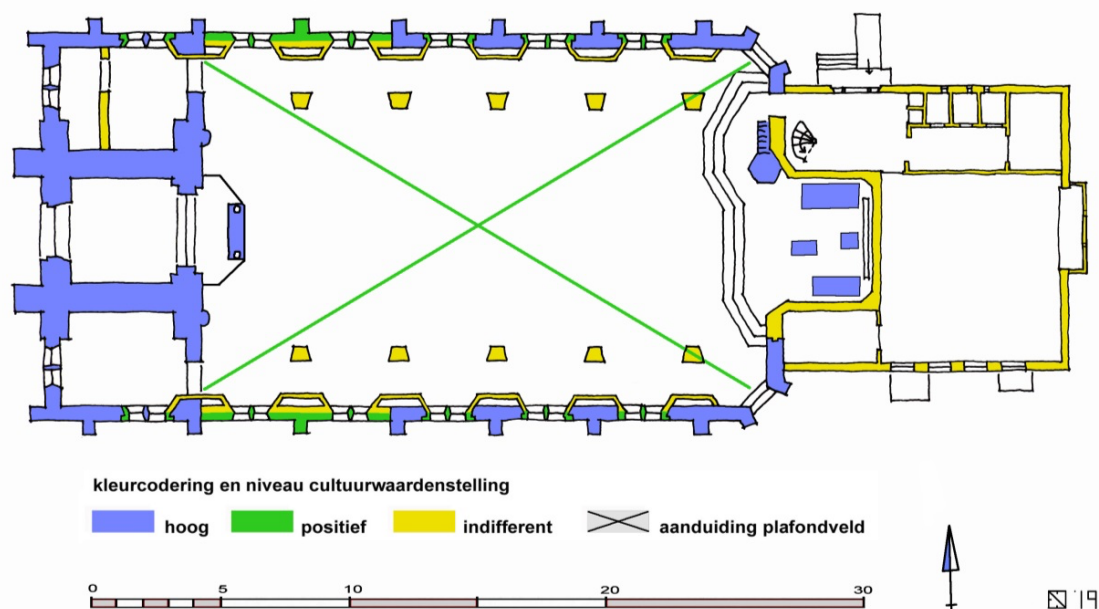 kleurcodering en niveau cultuurwaardenstelling
hoog positief indifferent aanduiding plafondveld
0 5 10 20 30
'19